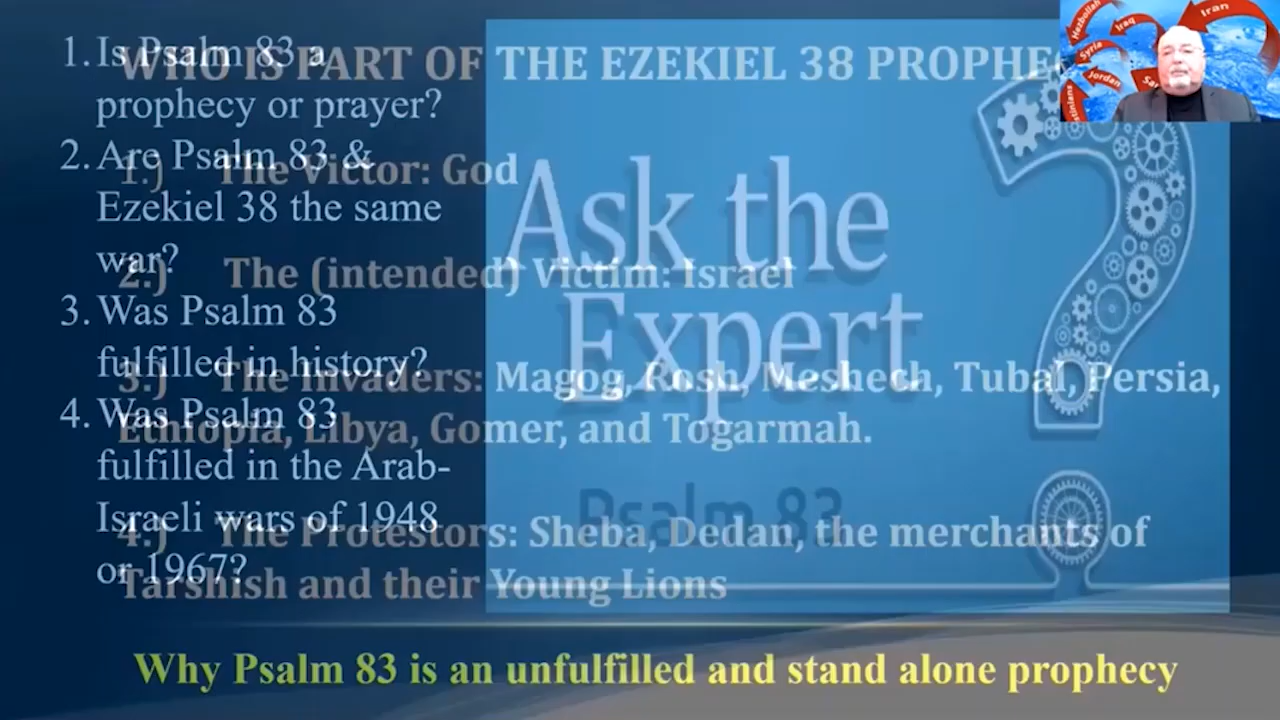 1. Is Psalm 83 a
prophecy or prayer?
2. Are Psalm 83 &
Ezekiel 38 the same
war?
3. Was Psalm 83
fulfilled in history?
4. Was Psalm 83
fulfilled in the Arab-
Israeli wars of 1948
or 1967?
WHO IS PART OF THE EZEKIEL 38
1.) The Victor: God
2.) The (intended) Victim: Israel
3.) The Invaders: Magog, Rosh, Meshech, Tubal, Persia,
Ethiopia, Libya, Gomer, and Togarmah.
4.) The Protestors: Sheba, Dedan, the merchants of
Tarshish and their Young Lions
Ask the
Expert
Psalm 83
Why Psalm 83 is an unfulfilled and stand alone prophecy
Hezbollah
Iraq
Iran
Syria
Jordan